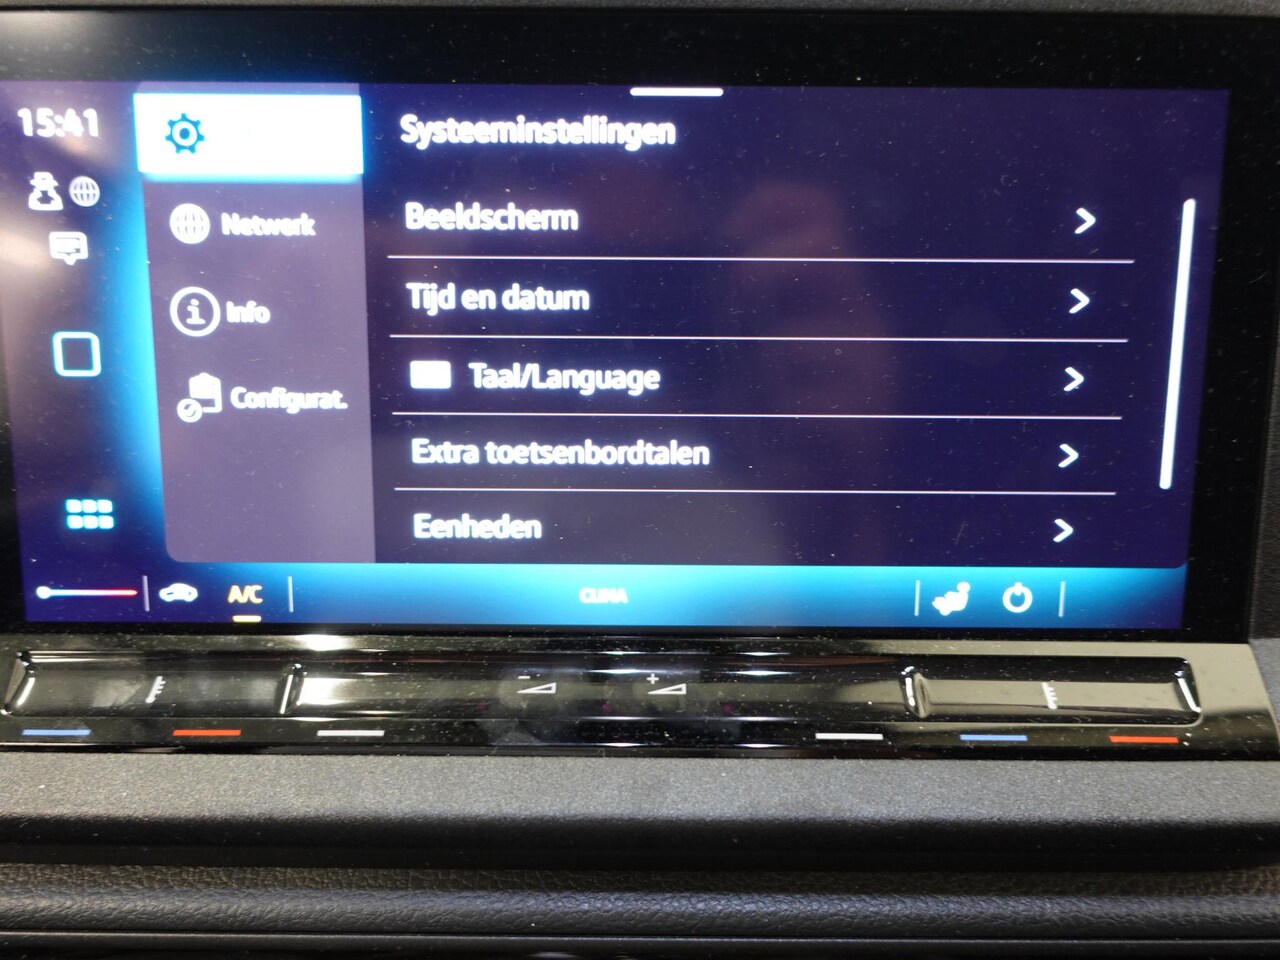 15:41
Systeeminstellingen
Netwerk
Info
Configurat.
Beeldscherm
Tijd en datum
Taal/Language
Extra toetsenbordtalen
Eenheden
A/C
CLIMA
- +